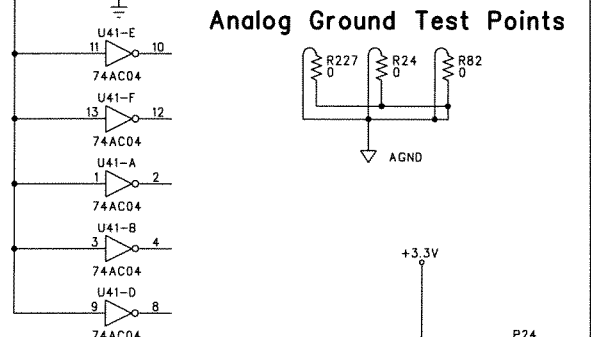 Analog Ground Test Points
U41-E
11 10
74AC04
U41-F
13 12
74AC04
U41-A
1 2
74AC04
U41-B
3 4
74AC04
U41-D
9 8
74AC04
R227
0
R24
0
R82
0
AGND
+3.3V
P24